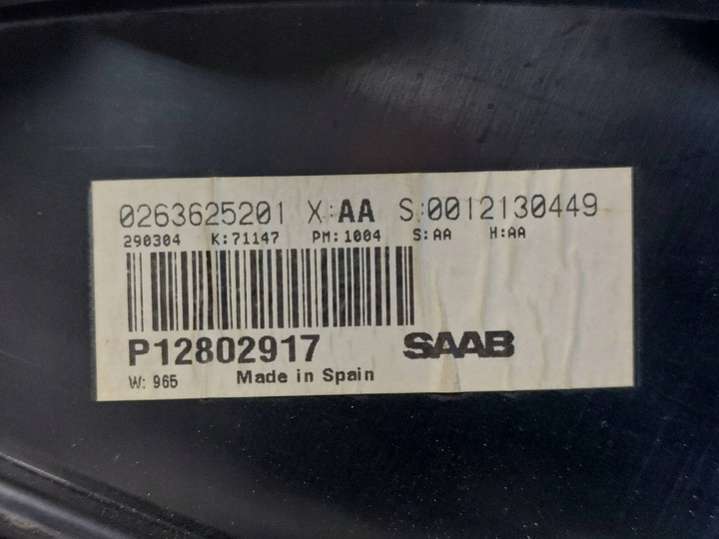 0263625201 X:AA S:0012130449
290304 K:71147 PM:1004 S:AA H:AA
P12802917 SAAB
W: 965 Made in Spain